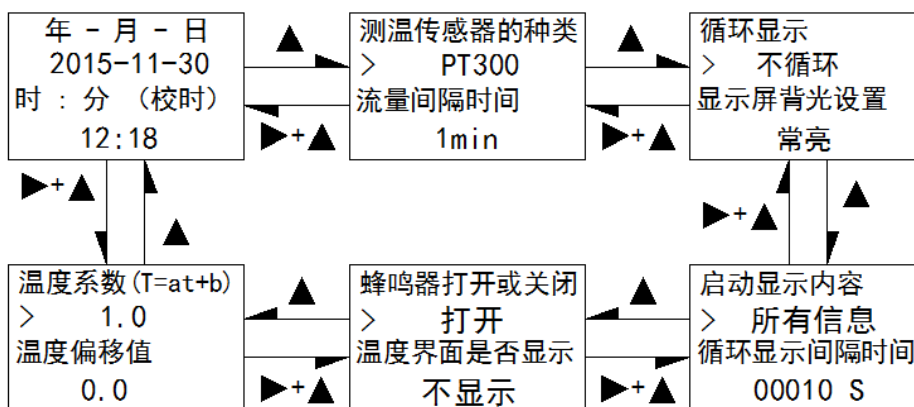 年 - 月 - 日
2015-11-30
时 : 分 （校时）
12:18
测温传感器的种类
> PT300
流量间隔时间
1min
循环显示
> 不循环
显示屏背光设置
常亮
+
+
+
+
温度系数(T=at+b)
> 1.0
温度偏移值
0.0
蜂鸣器打开或关闭
> 打开
温度界面是否显示
不显示
启动显示内容
> 所有信息
循环显示间隔时间
00010 S
+
+